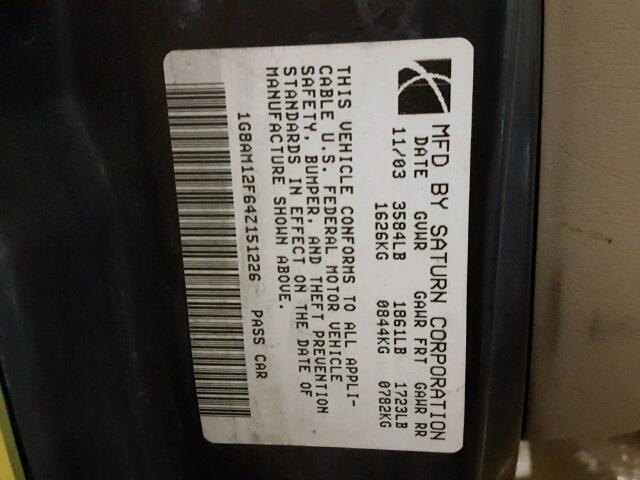 MFD BY SATURN CORPORATION
DATE GVWR GAWR FRT GAWR RR
11/03 3584LB 1861LB 1723LB
1626KG 0844KG 0782KG
THIS VEHICLE CONFORMS TO ALL APPLI-
CABLE U.S. FEDERAL MOTOR VEHICLE
SAFETY, BUMPER, AND THEFT PREVENTION
STANDARDS IN EFFECT ON THE DATE OF
MANUFACTURE SHOWN ABOVE.
1G8AM12F64Z151226 PASS CAR